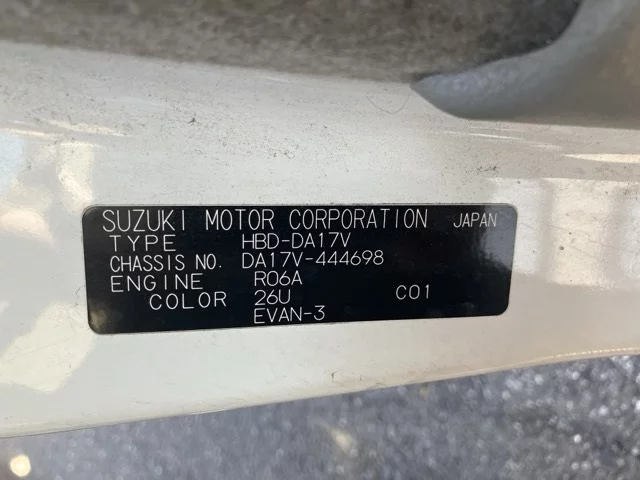 SUZUKI MOTOR CORPORATION JAPAN
TYPE HBD-DA17V
CHASSIS NO. DA17V-444698
ENGINE R06A
COLOR 26U C01
EVAN-3